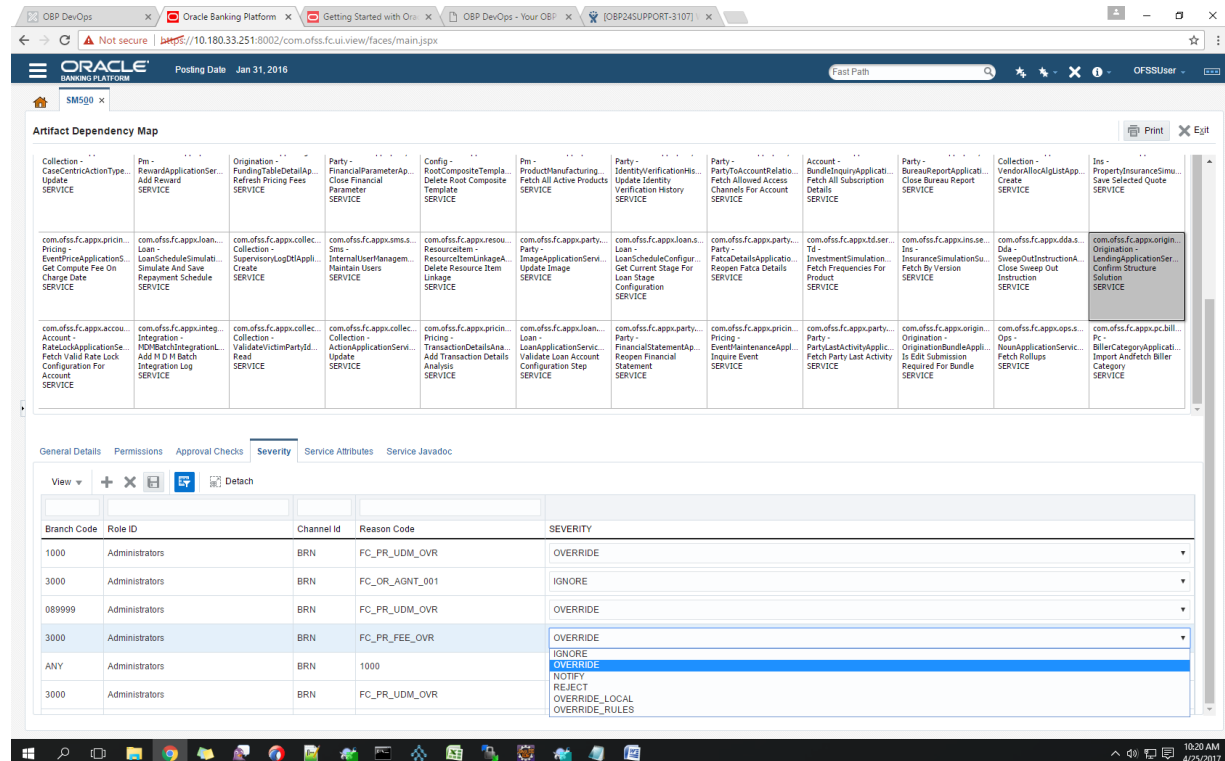 OBP DevOps
Oracle Banking Platform
Getting Started with Ora
OBP DevOps - Your OBP
[OBP24SUPPORT-3107]
Not secure | https://10.180.33.251:8002/com.ofss.fc.ui.view/faces/main.jspx
ORACLE
BANKING PLATFORM
Posting Date Jan 31, 2016
Fast Path
OFSSUser
SM500
Artifact Dependency Map
Print
Exit
Collection -
CaseCentricActionType...
Update
SERVICE
Pm -
RewardApplicationSer...
Add Reward
SERVICE
Origination -
FundingTableDetailAp...
Refresh Pricing Fees
SERVICE
Party -
FinancialParameterAp...
Close Financial
Parameter
SERVICE
Config -
RootCompositeTempla...
Delete Root Composite
Template
SERVICE
Pm -
ProductManufacturing...
Fetch All Active Products
SERVICE
Party -
IdentityVerificationHis...
Update Identity
Verification History
SERVICE
Party -
PartyToAccountRelatio...
Fetch Allowed Access
Channels For Account
SERVICE
Account -
BundleInquiryApplicati...
Fetch All Subscription
Details
SERVICE
Party -
BureauReportApplicati...
Close Bureau Report
SERVICE
Collection -
VendorAllocAlgListApp...
Create
SERVICE
Ins -
PropertyInsuranceSimu...
Save Selected Quote
SERVICE
com.ofss.fc.appx.pricin...
Pricing -
EventPriceApplicationS...
Get Compute Fee On
Charge Date
SERVICE
com.ofss.fc.appx.loan....
Loan -
LoanScheduleSimulati...
Simulate And Save
Repayment Schedule
SERVICE
com.ofss.fc.appx.collec...
Collection -
SupervisoryLogDtlAppli...
Create
SERVICE
com.ofss.fc.appx.sms.s...
Sms -
InternalUserManagem...
Maintain Users
SERVICE
com.ofss.fc.appx.resou...
Resourceitem -
ResourceItemLinkageA...
Delete Resource Item
Linkage
SERVICE
com.ofss.fc.appx.party....
Party -
ImageApplicationServi...
Update Image
SERVICE
com.ofss.fc.appx.loan.s...
Loan -
LoanScheduleConfigur...
Get Current Stage For
Loan Stage
Configuration
SERVICE
com.ofss.fc.appx.party....
Party -
FatcaDetailsApplicatio...
Reopen Fatca Details
SERVICE
com.ofss.fc.appx.td.ser...
Td -
InvestmentSimulation...
Fetch Frequencies For
Product
SERVICE
com.ofss.fc.appx.ins.se...
Ins -
InsuranceSimulationSu...
Fetch By Version
SERVICE
com.ofss.fc.appx.dda.s...
Dda -
SweepOutInstructionA...
Close Sweep Out
Instruction
SERVICE
com.ofss.fc.appx.origin...
Origination -
LendingApplicationSer...
Confirm Structure
Solution
SERVICE
com.ofss.fc.appx.accou...
Account -
RateLockApplicationSe...
Fetch Valid Rate Lock
Configuration For
Account
SERVICE
com.ofss.fc.appx.integ...
Integration -
MDMBatchIntegrationL...
Add M D M Batch
Integration Log
SERVICE
com.ofss.fc.appx.collec...
Collection -
ValidateVictimPartyId...
Read
SERVICE
com.ofss.fc.appx.collec...
Collection -
ActionApplicationServi...
Update
SERVICE
com.ofss.fc.appx.pricin...
Pricing -
TransactionDetailsAna...
Add Transaction Details
Analysis
SERVICE
com.ofss.fc.appx.loan....
Loan -
LoanApplicationServic...
Validate Loan Account
Configuration Step
SERVICE
com.ofss.fc.appx.party....
Party -
FinancialStatementAp...
Reopen Financial
Statement
SERVICE
com.ofss.fc.appx.pricin...
Pricing -
EventMaintenanceAppl...
Inquire Event
SERVICE
com.ofss.fc.appx.party....
Party -
PartyLastActivityApplic...
Fetch Party Last Activity
SERVICE
com.ofss.fc.appx.origin...
Origination -
OriginationBundleAppli...
Is Edit Submission
Required For Bundle
SERVICE
com.ofss.fc.appx.ops.s...
Ops -
NounApplicationServic...
Fetch Rollups
SERVICE
com.ofss.fc.appx.pc.bill...
Pc -
BillerCategoryApplicati...
Import Andfetch Biller
Category
SERVICE
General Details Permissions Approval Checks Severity Service Attributes Service Javadoc
View Detach
Branch Code Role ID Channel Id Reason Code SEVERITY
1000 Administrators BRN FC_PR_UDM_OVR OVERRIDE
3000 Administrators BRN FC_OR_AGNT_001 IGNORE
089999 Administrators BRN FC_PR_UDM_OVR OVERRIDE
3000 Administrators BRN FC_PR_FEE_OVR OVERRIDE
ANY Administrators BRN 1000
3000 Administrators BRN FC_PR_UDM_OVR
IGNORE
OVERRIDE
NOTIFY
REJECT
OVERRIDE_LOCAL
OVERRIDE_RULES
10:20 AM
4/25/2017